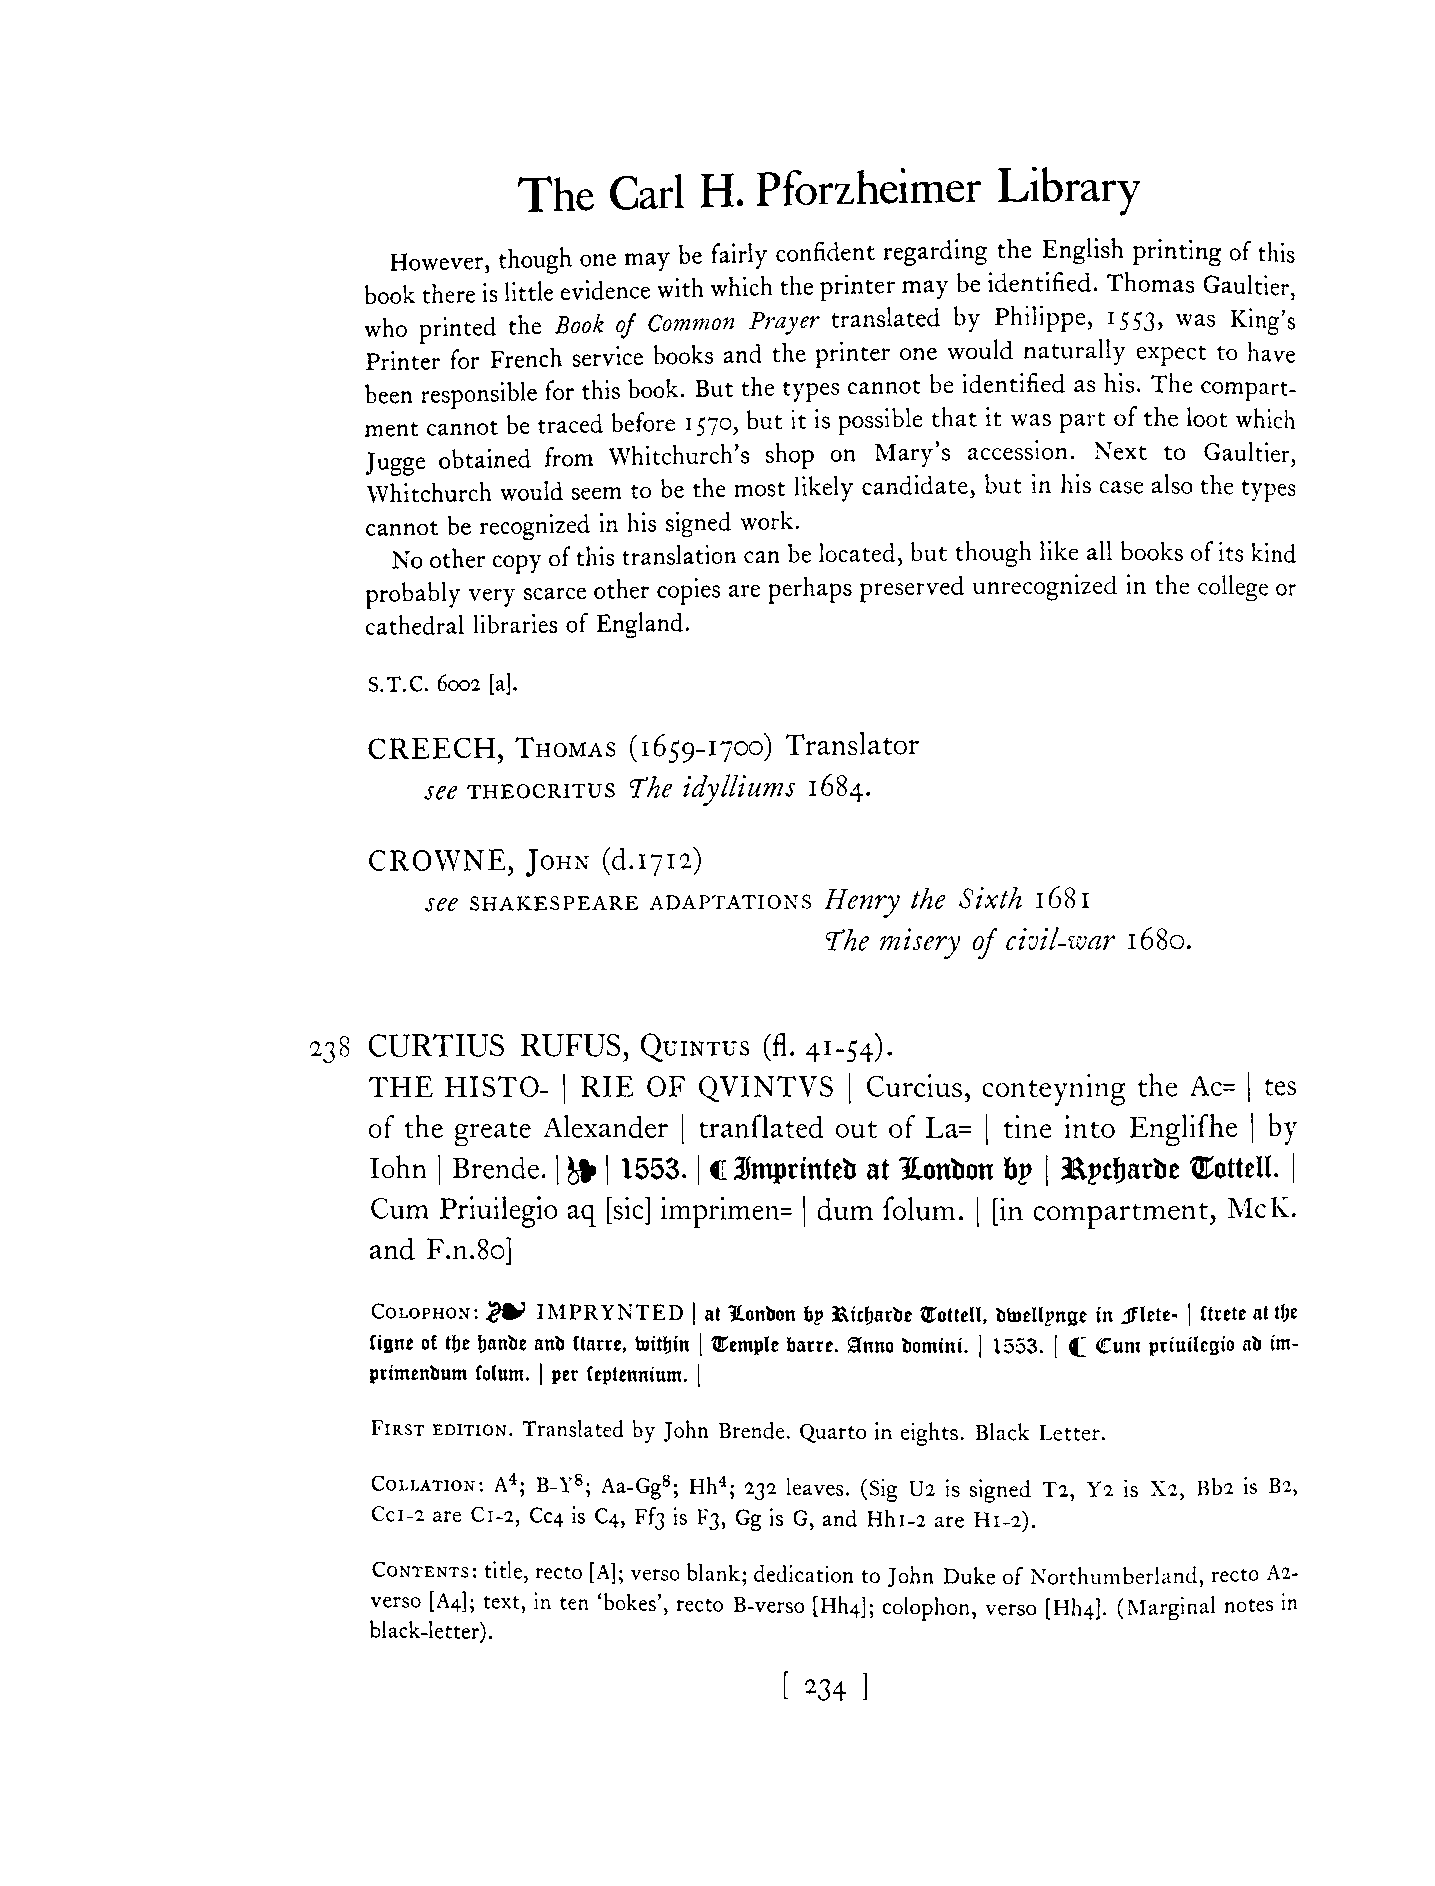 The Carl H. Pforzheimer Library
However, though one may be fairly confident regarding the English printing of this
book there is little evidence with which the printer may be identified. Thomas Gaultier,
who printed the Book of Common Prayer translated by Philippe, 1553, was King's
Printer for French service books and the printer one would naturally expect to have
been responsible for this book. But the types cannot be identified as his. The compart-
ment cannot be traced before 1570, but it is possible that it was part of the loot which
Jugge obtained from Whitchurch's shop on Mary's accession. Next to Gaultier,
Whitchurch would seem to be the most likely candidate, but in his case also the types
cannot be recognized in his signed work.
No other copy of this translation can be located, but though like all books of its kind
probably very scarce other copies are perhaps preserved unrecognized in the college or
cathedral libraries of England.
S.T.C. 6002 [a].
CREECH, THOMAS (1659-1700) Translator
see THEOCRITUS The idylliums 1684.
CROWNE, JOHN (d.1712)
see SHAKESPEARE ADAPTATIONS Henry the Sixth 1681
The misery of civil-war 1680.
238 CURTIUS RUFUS, QUINTUS (fl. 41-54).
THE HISTO- | RIE OF QVINTVS | Curcius, conteyning the Ac= | tes
of the greate Alexander | tranſlated out of La= | tine into Engliſhe | by
Iohn | Brende. | ❧ | 1553. | ¶ Imprinted at London by | Rycharde Tottell. |
Cum Priuilegio aq [sic] imprimen= | dum ſolum. | [in compartment, McK.
and F.n.80]
COLOPHON: ❧ IMPRYNTED | at London by Richarde Tottell, dwellynge in Flete- | ſtrete at the
ſigne of the hande and ſtarre, within | Temple barre. Anno domini. | 1553. | ¶ Cum priuilegio ad im-
primendum ſolum. | per ſeptennium. |
FIRST EDITION. Translated by John Brende. Quarto in eights. Black Letter.
COLLATION: A⁴; B-Y⁸; Aa-Gg⁸; Hh⁴; 232 leaves. (Sig U2 is signed T2, Y2 is X2, Bb2 is B2,
Cc1-2 are C1-2, Cc4 is C4, Ff3 is F3, Gg is G, and Hh1-2 are H1-2).
CONTENTS: title, recto [A]; verso blank; dedication to John Duke of Northumberland, recto A2-
verso [A4]; text, in ten 'bokes', recto B-verso [Hh4]; colophon, verso [Hh4]. (Marginal notes in
black-letter).
[ 234 ]